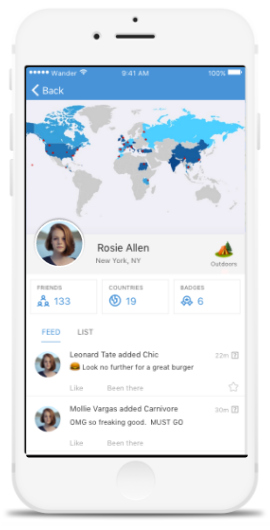 Wander
9:41 AM
100%
Back
Rosie Allen
New York, NY
Outdoors
FRIENDS
133
COUNTRIES
19
BADGES
6
FEED
LIST
Leonard Tate added Chic
22m
🍔 Look no further for a great burger
Like Been there
Mollie Vargas added Carnivore
30m
OMG so freaking good. MUST GO
Like Been there